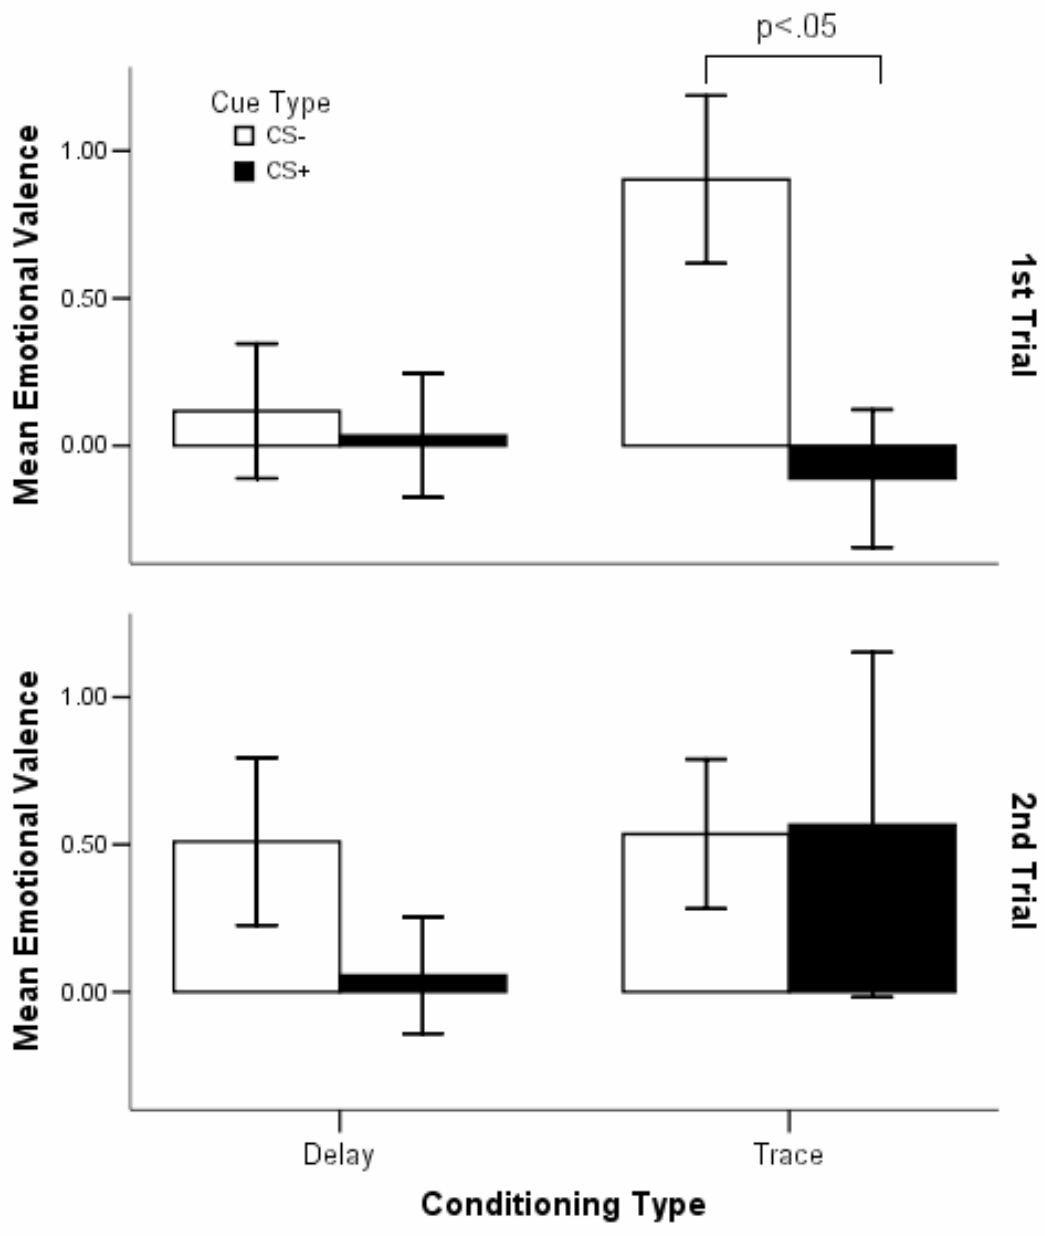 p<.05
Cue Type
CS-
CS+
Mean Emotional Valence
1.00
0.50
0.00
1st Trial
Mean Emotional Valence
1.00
0.50
0.00
2nd Trial
Delay
Trace
Conditioning Type